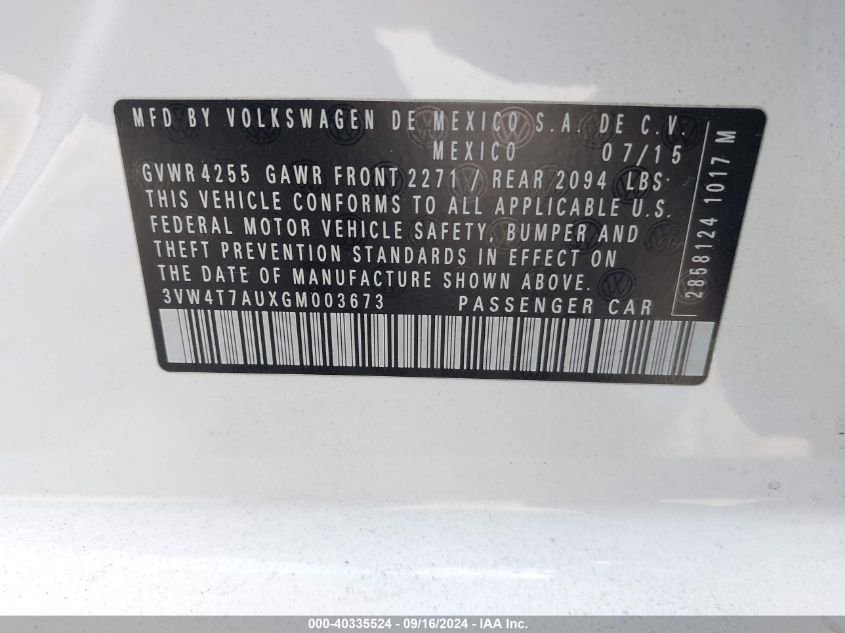 MFD BY VOLKSWAGEN DE MEXICO S.A. DE C.V.
MEXICO 07/15
GVWR 4255 GAWR FRONT 2271 / REAR 2094 LBS
THIS VEHICLE CONFORMS TO ALL APPLICABLE U.S.
FEDERAL MOTOR VEHICLE SAFETY, BUMPER AND
THEFT PREVENTION STANDARDS IN EFFECT ON
THE DATE OF MANUFACTURE SHOWN ABOVE.
3VW4T7AUXGM003673 PASSENGER CAR
2858124 1017 M
000-40335524 - 09/16/2024 - IAA Inc.